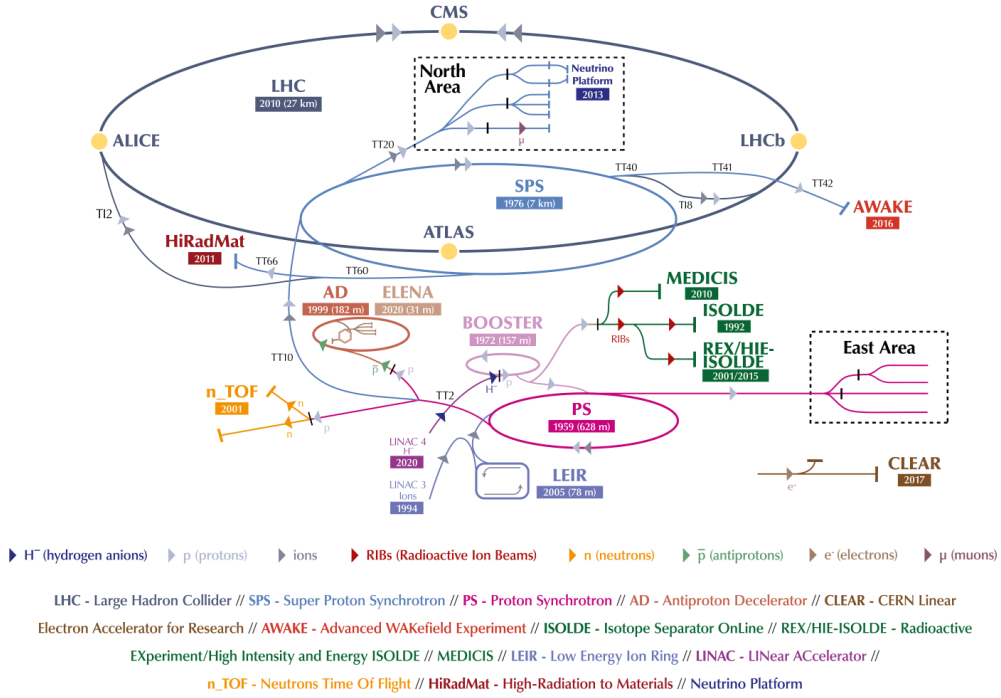 CMS
North
Area
Neutrino
Platform
2013
LHC
2010 (27 km)
μ
ALICE
LHCb
TT20
TT40
TT41
TT42
SPS
1976 (7 km)
TI8
TI2
AWAKE
2016
ATLAS
HiRadMat
2011
TT66
TT60
MEDICIS
2010
AD
1999 (182 m)
ELENA
2020 (31 m)
ISOLDE
1992
BOOSTER
1972 (157 m)
RIBs
REX/HIE-
ISOLDE
2001/2015
East Area
TT10
p̅
p
H⁻
p
n_TOF
2001
n
n
p
TT2
PS
1959 (628 m)
LINAC 4
H⁻
2020
LINAC 3
Ions
1994
LEIR
2005 (78 m)
CLEAR
2017
e⁻
H⁻ (hydrogen anions)
p (protons)
ions
RIBs (Radioactive Ion Beams)
n (neutrons)
p̅ (antiprotons)
e⁻ (electrons)
μ (muons)
LHC - Large Hadron Collider // SPS - Super Proton Synchrotron // PS - Proton Synchrotron // AD - Antiproton Decelerator // CLEAR - CERN Linear
Electron Accelerator for Research // AWAKE - Advanced WAKefield Experiment // ISOLDE - Isotope Separator OnLine // REX/HIE-ISOLDE - Radioactive
EXperiment/High Intensity and Energy ISOLDE // MEDICIS // LEIR - Low Energy Ion Ring // LINAC - LINear ACcelerator //
n_TOF - Neutrons Time Of Flight // HiRadMat - High-Radiation to Materials // Neutrino Platform